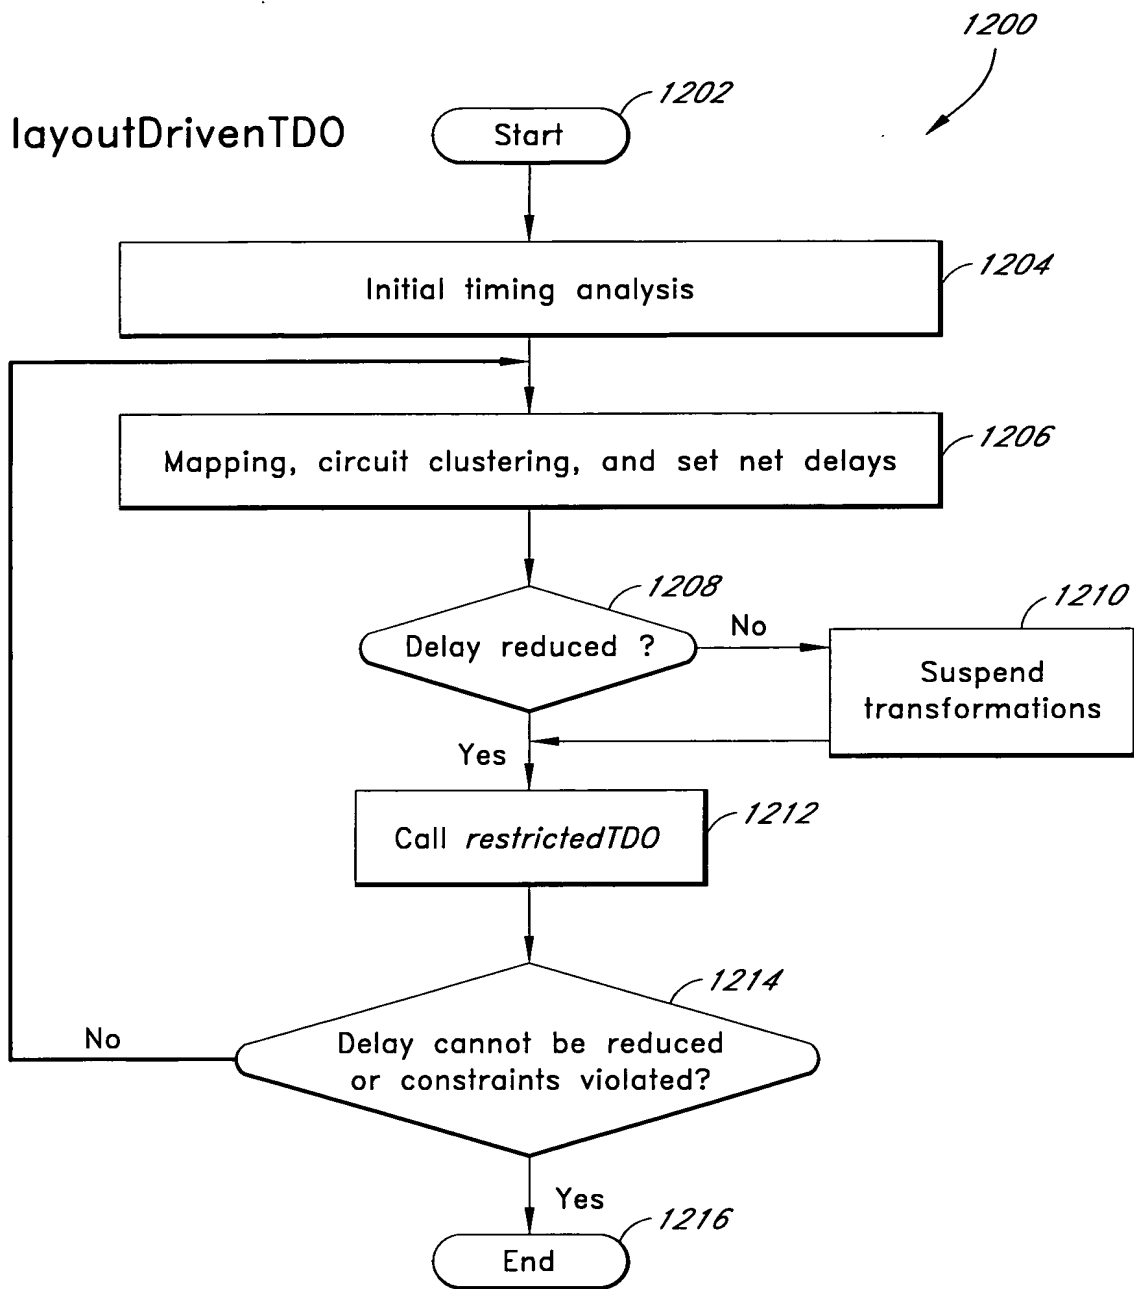 1200
1202
layoutDrivenTDO
Start
1204
Initial timing analysis
1206
Mapping, circuit clustering, and set net delays
1208
1210
No
Delay reduced ?
Suspend
transformations
Yes
1212
Call restrictedTDO
1214
No
Delay cannot be reduced
or constraints violated?
Yes
1216
End